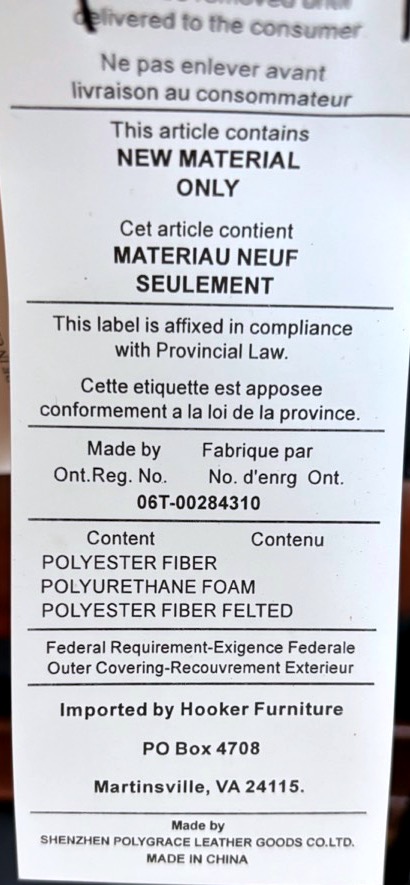 delivered to the consumer
Ne pas enlever avant
livraison au consommateur
This article contains
NEW MATERIAL
ONLY
Cet article contient
MATERIAU NEUF
SEULEMENT
This label is affixed in compliance
with Provincial Law.
Cette etiquette est apposee
conformement a la loi de la province.
Made by Fabrique par
Ont.Reg. No. No. d'enrg Ont.
06T-00284310
Content Contenu
POLYESTER FIBER
POLYURETHANE FOAM
POLYESTER FIBER FELTED
Federal Requirement-Exigence Federale
Outer Covering-Recouvrement Exterieur
Imported by Hooker Furniture
PO Box 4708
Martinsville, VA 24115.
Made by
SHENZHEN POLYGRACE LEATHER GOODS CO.LTD.
MADE IN CHINA